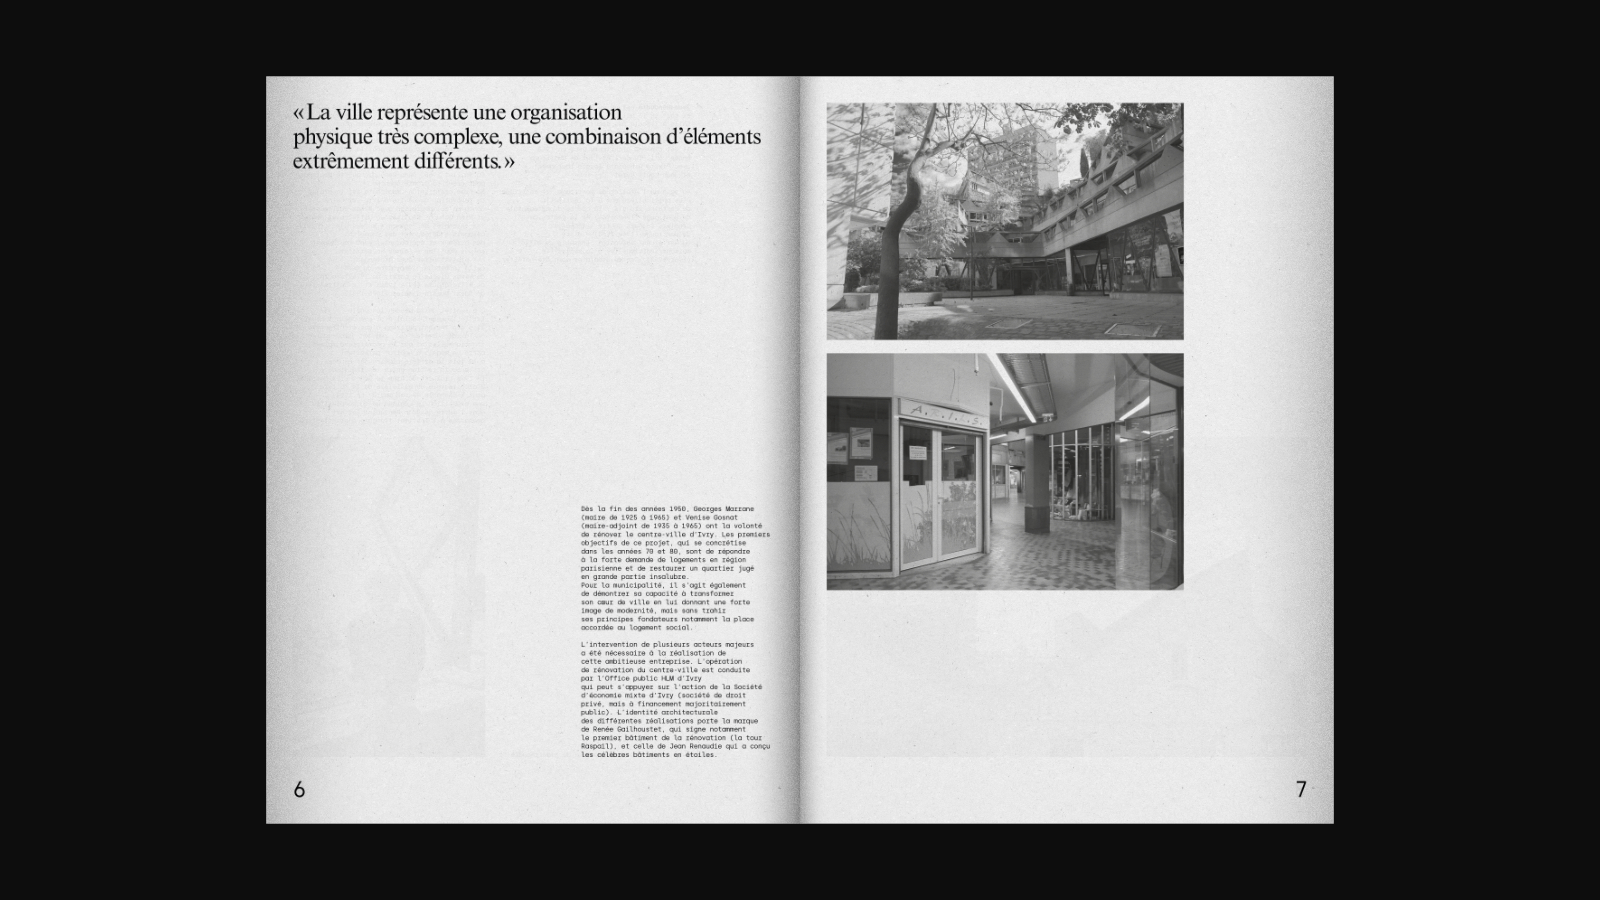 « La ville représente une organisation
physique très complexe, une combinaison d’éléments
extrêmement différents. »
Dès la fin des années 1950, Georges Marrane
(maire de 1925 à 1965) et Venise Gosnat
(maire-adjoint de 1935 à 1965) ont la volonté
de rénover le centre-ville d'Ivry. Les premiers
objectifs de ce projet, qui se concrétise
dans les années 70 et 80, sont de répondre
à la forte demande de logements en région
parisienne et de restaurer un quartier jugé
en grande partie insalubre.
Pour la municipalité, il s'agit également
de démontrer sa capacité à transformer
son cœur de ville en lui donnant une forte
image de modernité, mais sans trahir
ses principes fondateurs notamment la place
accordée au logement social.
L'intervention de plusieurs acteurs majeurs
a été nécessaire à la réalisation de
cette ambitieuse entreprise. L'opération
de rénovation du centre-ville est conduite
par l'Office public HLM d'Ivry
qui peut s'appuyer sur l'action de la Société
d'économie mixte d'Ivry (société de droit
privé, mais à financement majoritairement
public). L'identité architecturale
des différentes réalisations porte la marque
de Renée Gailhoustet, qui signe notamment
le premier bâtiment de la rénovation (la tour
Raspail), et celle de Jean Renaudie qui a conçu
les célèbres bâtiments en étoiles.
6
7